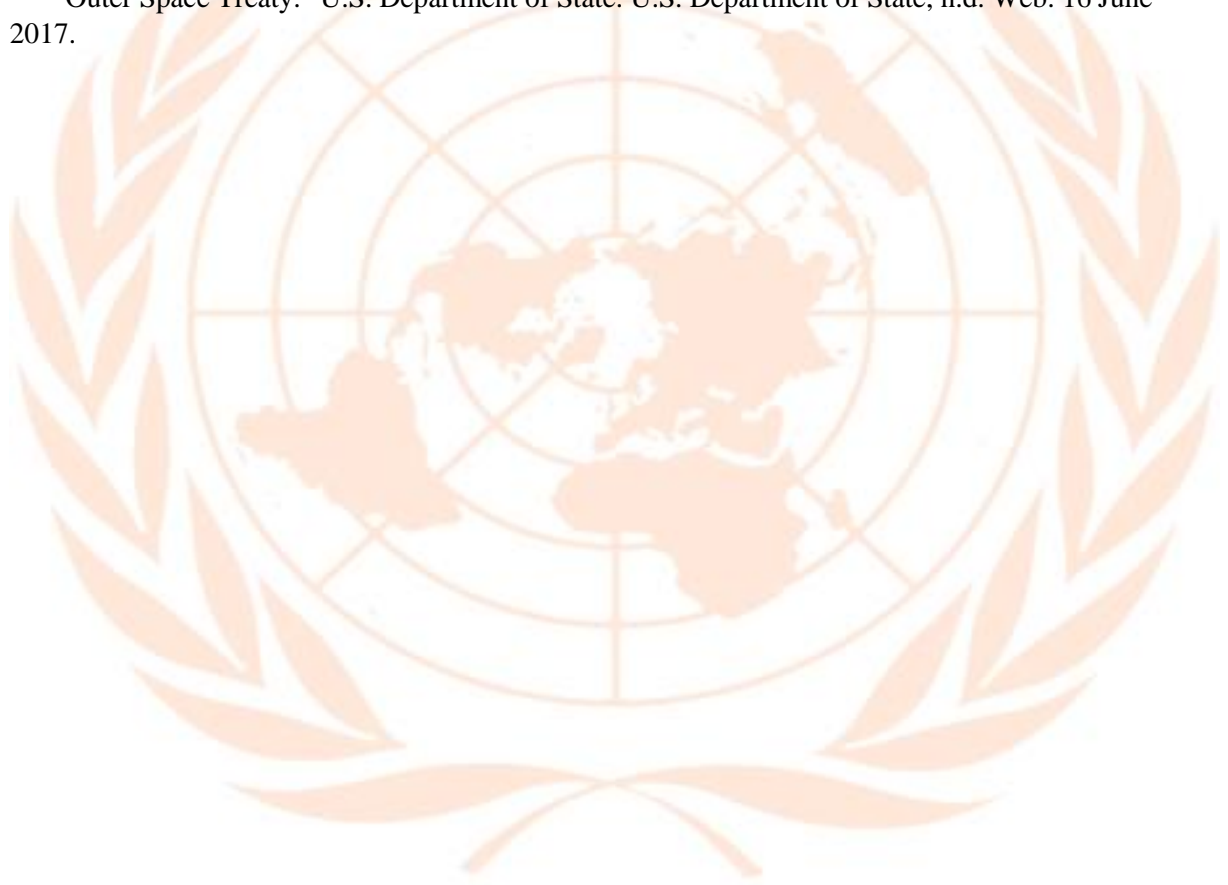 Outer Space Treaty." U.S. Department of State. U.S. Department of State, n.d. Web. 16 June
2017.